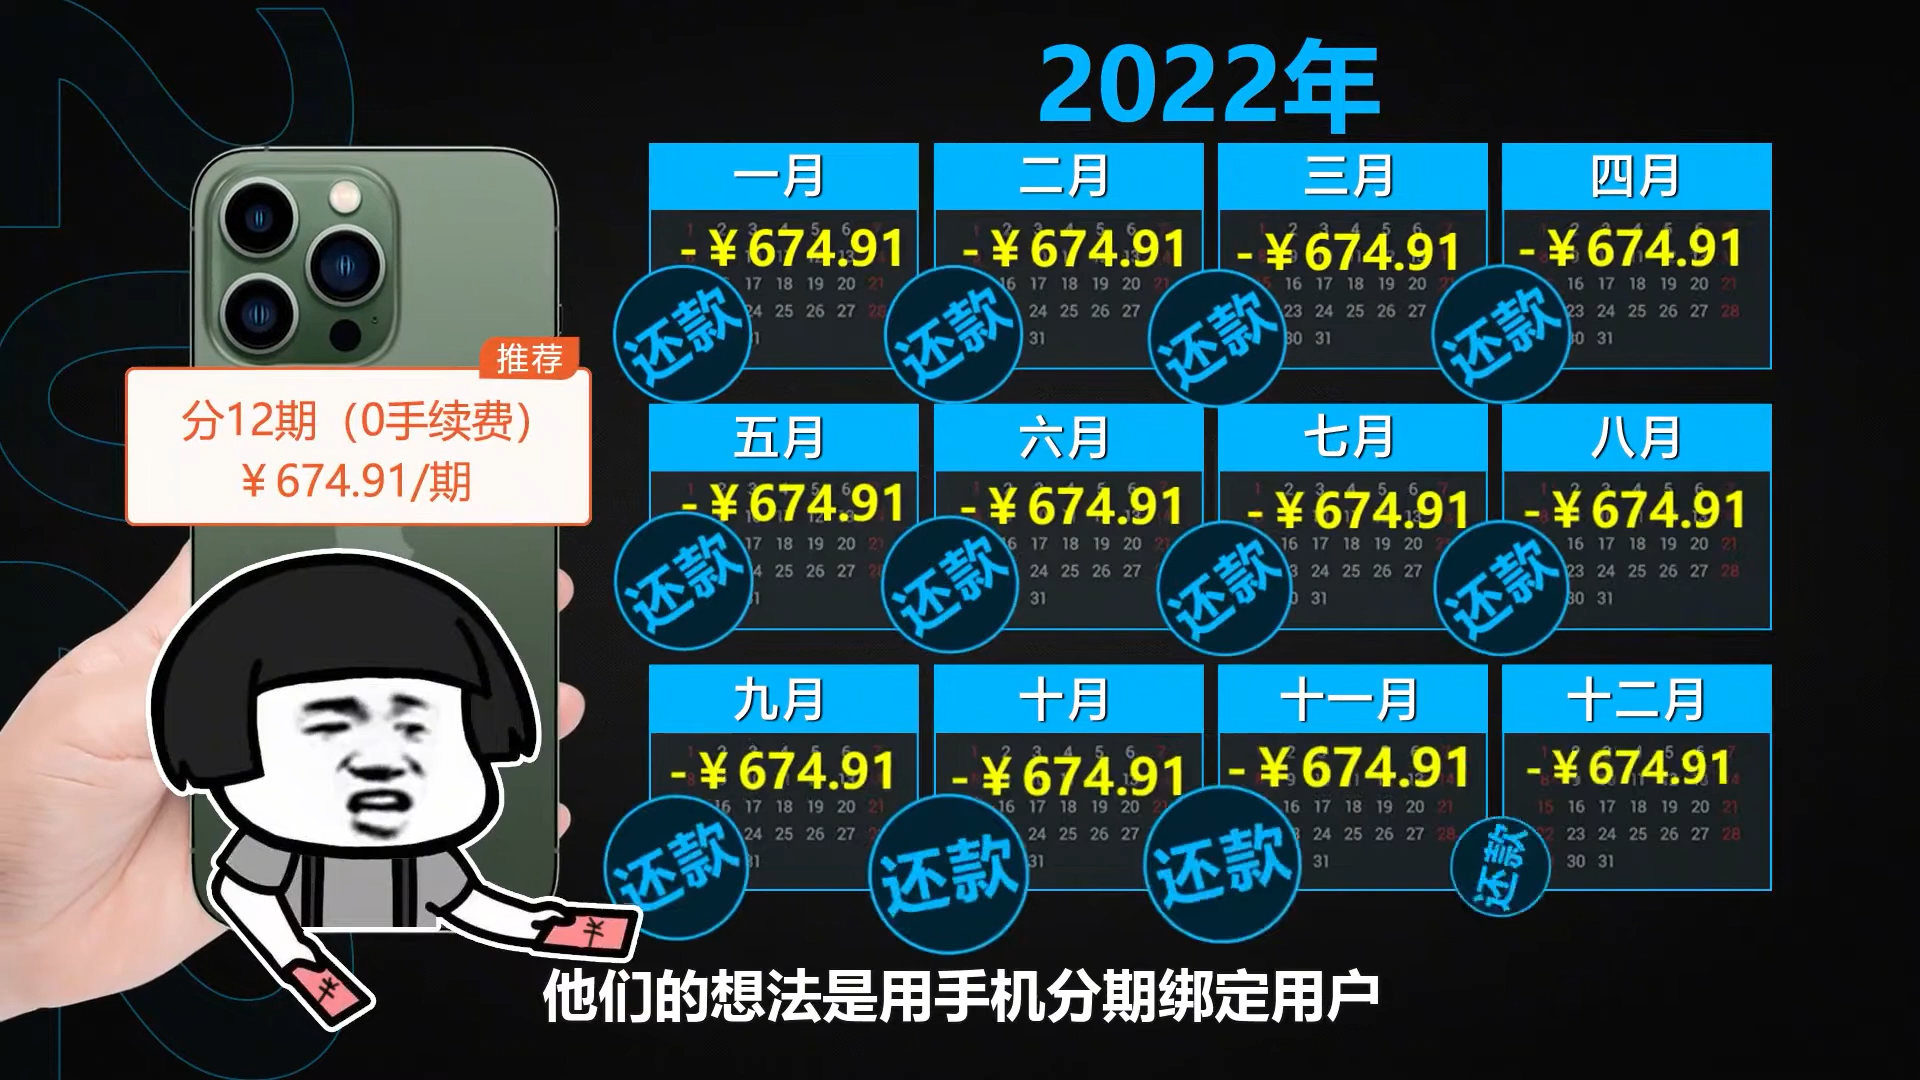 2022年
推荐
分12期（0手续费）
￥674.91/期
一月 二月 三月 四月
-￥674.91 -￥674.91 -￥674.91 -￥674.91
还款 还款 还款 还款
五月 六月 七月 八月
-￥674.91 -￥674.91 -￥674.91 -￥674.91
还款 还款 还款 还款
九月 十月 十一月 十二月
-￥674.91 -￥674.91 -￥674.91 -￥674.91
还款 还款 还款 还款
他们的想法是用手机分期绑定用户